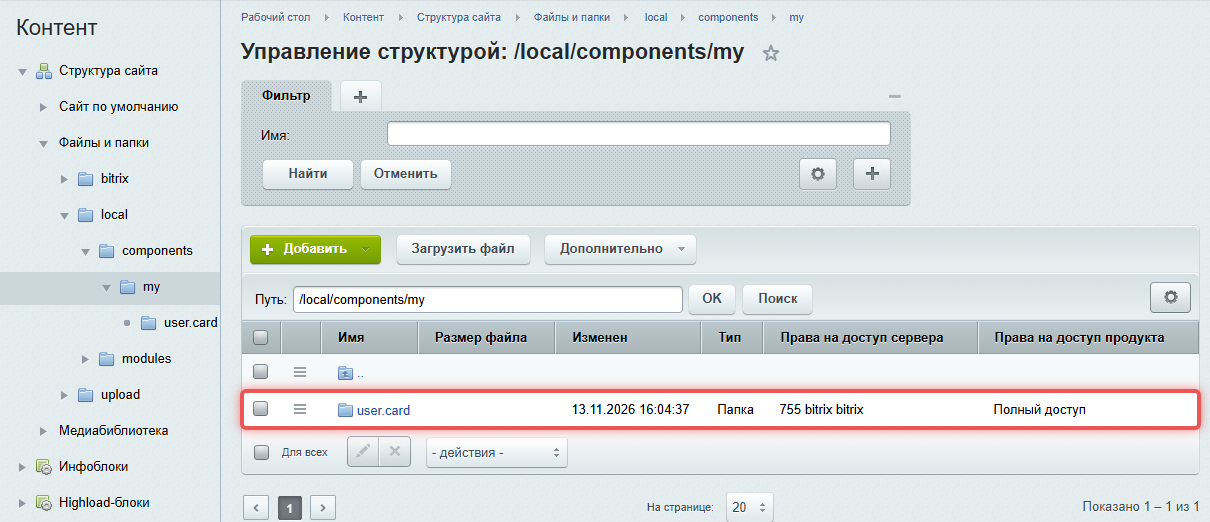 Контент
Структура сайта
Сайт по умолчанию
Файлы и папки
bitrix
local
components
my
user.card
modules
upload
Медиабиблиотека
Инфоблоки
Highload-блоки
Рабочий стол Контент Структура сайта Файлы и папки local components my
Управление структурой: /local/components/my
Фильтр
Имя:
Найти Отменить
Добавить Загрузить файл Дополнительно
Путь: /local/components/my OK Поиск
Имя Размер файла Изменен Тип Права на доступ сервера Права на доступ продукта
..
user.card 13.11.2026 16:04:37 Папка 755 bitrix bitrix Полный доступ
Для всех - действия -
1 На странице: 20 Показано 1 – 1 из 1